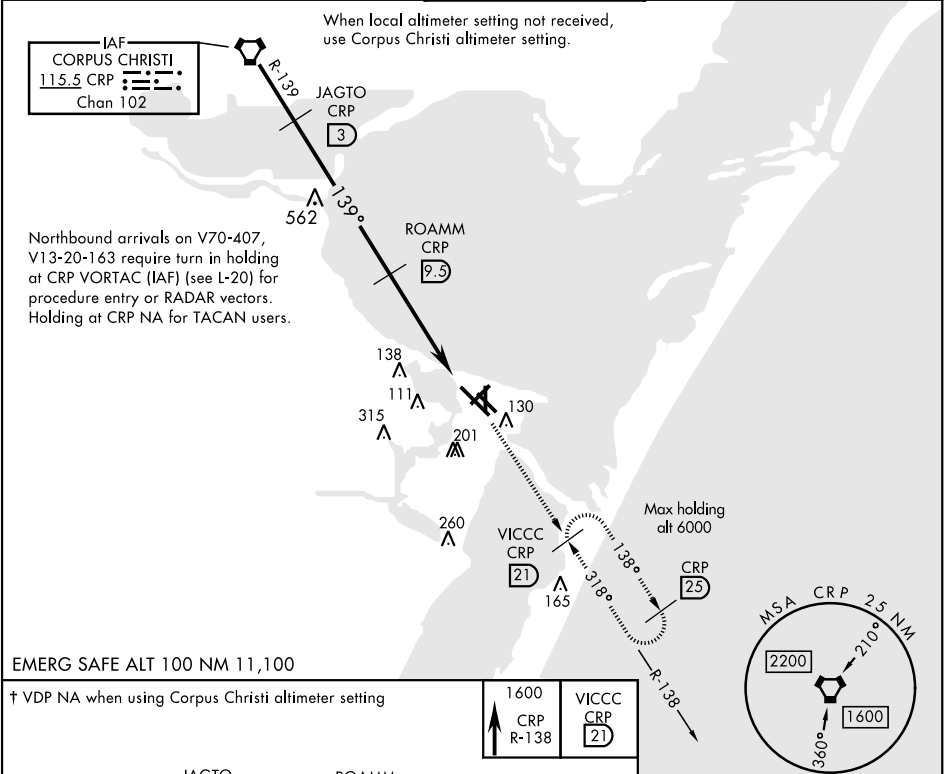 When local altimeter setting not received,
use Corpus Christi altimeter setting.
IAF
CORPUS CHRISTI
115.5 CRP
Chan 102
R-139
JAGTO
CRP
3
562
139°
ROAMM
CRP
9.5
Northbound arrivals on V70-407,
V13-20-163 require turn in holding
at CRP VORTAC (IAF) (see L-20) for
procedure entry or RADAR vectors.
Holding at CRP NA for TACAN users.
138
111
315
130
201
260
VICCC
CRP
21
165
Max holding
alt 6000
138°
318°
CRP
25
R-138
MSA CRP 25 NM
210°
2200
1600
360°
EMERG SAFE ALT 100 NM 11,100
† VDP NA when using Corpus Christi altimeter setting
1600
CRP
R-138
VICCC
CRP
21
JAGTO
ROAMM